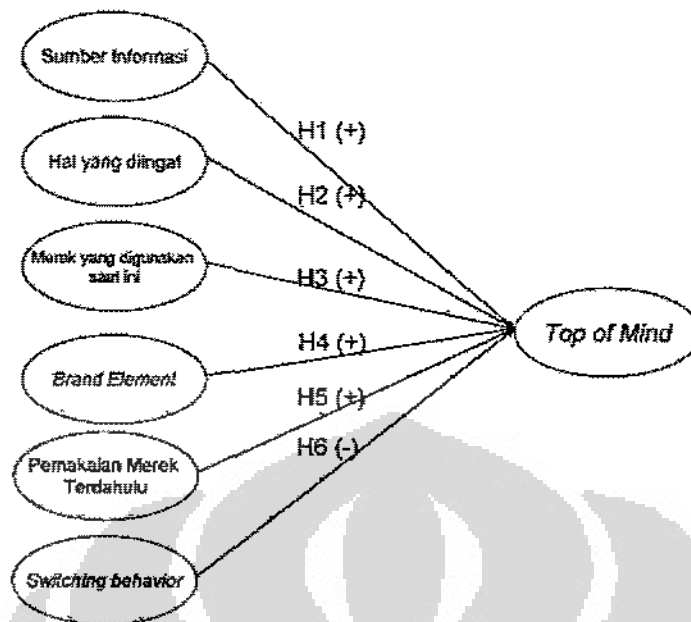 Sumber Informasi
H1 (+)
Hal yang diingat
H2 (+)
Merek yang digunakan
saat ini
H3 (+)
Top of Mind
H4 (+)
Brand Element
H5 (+)
H6 (-)
Pemakaian Merek
Terdahulu
Switching behavior